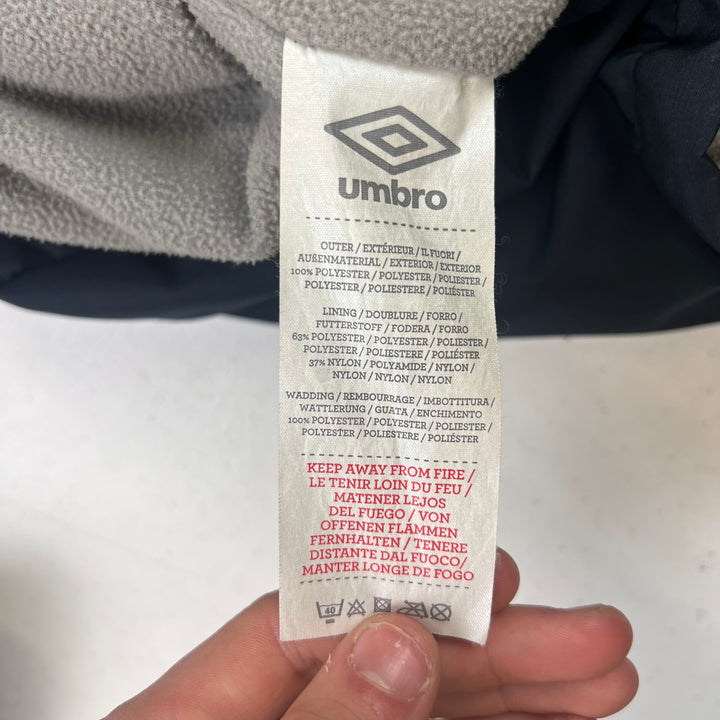 umbro
OUTER / EXTÉRIEUR / IL FUORI /
AUßENMATERIAL / EXTERIOR / EXTERIOR
100% POLYESTER / POLYESTER / POLIESTER /
POLYESTER / POLIESTERE / POLIÉSTER
LINING / DOUBLURE / FORRO /
FUTTERSTOFF / FODERA / FORRO
63% POLYESTER / POLYESTER / POLIESTER /
POLYESTER / POLIESTERE / POLIÉSTER
37% NYLON / POLYAMIDE / NYLON /
NYLON / NYLON / NYLON
WADDING / REMBOURRAGE / IMBOTTITURA /
WATTLERUNG / GUATA / ENCHIMENTO
100% POLYESTER / POLYESTER / POLIESTER /
POLYESTER / POLIESTERE / POLIÉSTER
KEEP AWAY FROM FIRE /
LE TENIR LOIN DU FEU /
MATENER LEJOS
DEL FUEGO / VON
OFFENEN FLAMMEN
FERNHALTEN / TENERE
DISTANTE DAL FUOCO/
MANTER LONGE DE FOGO
40